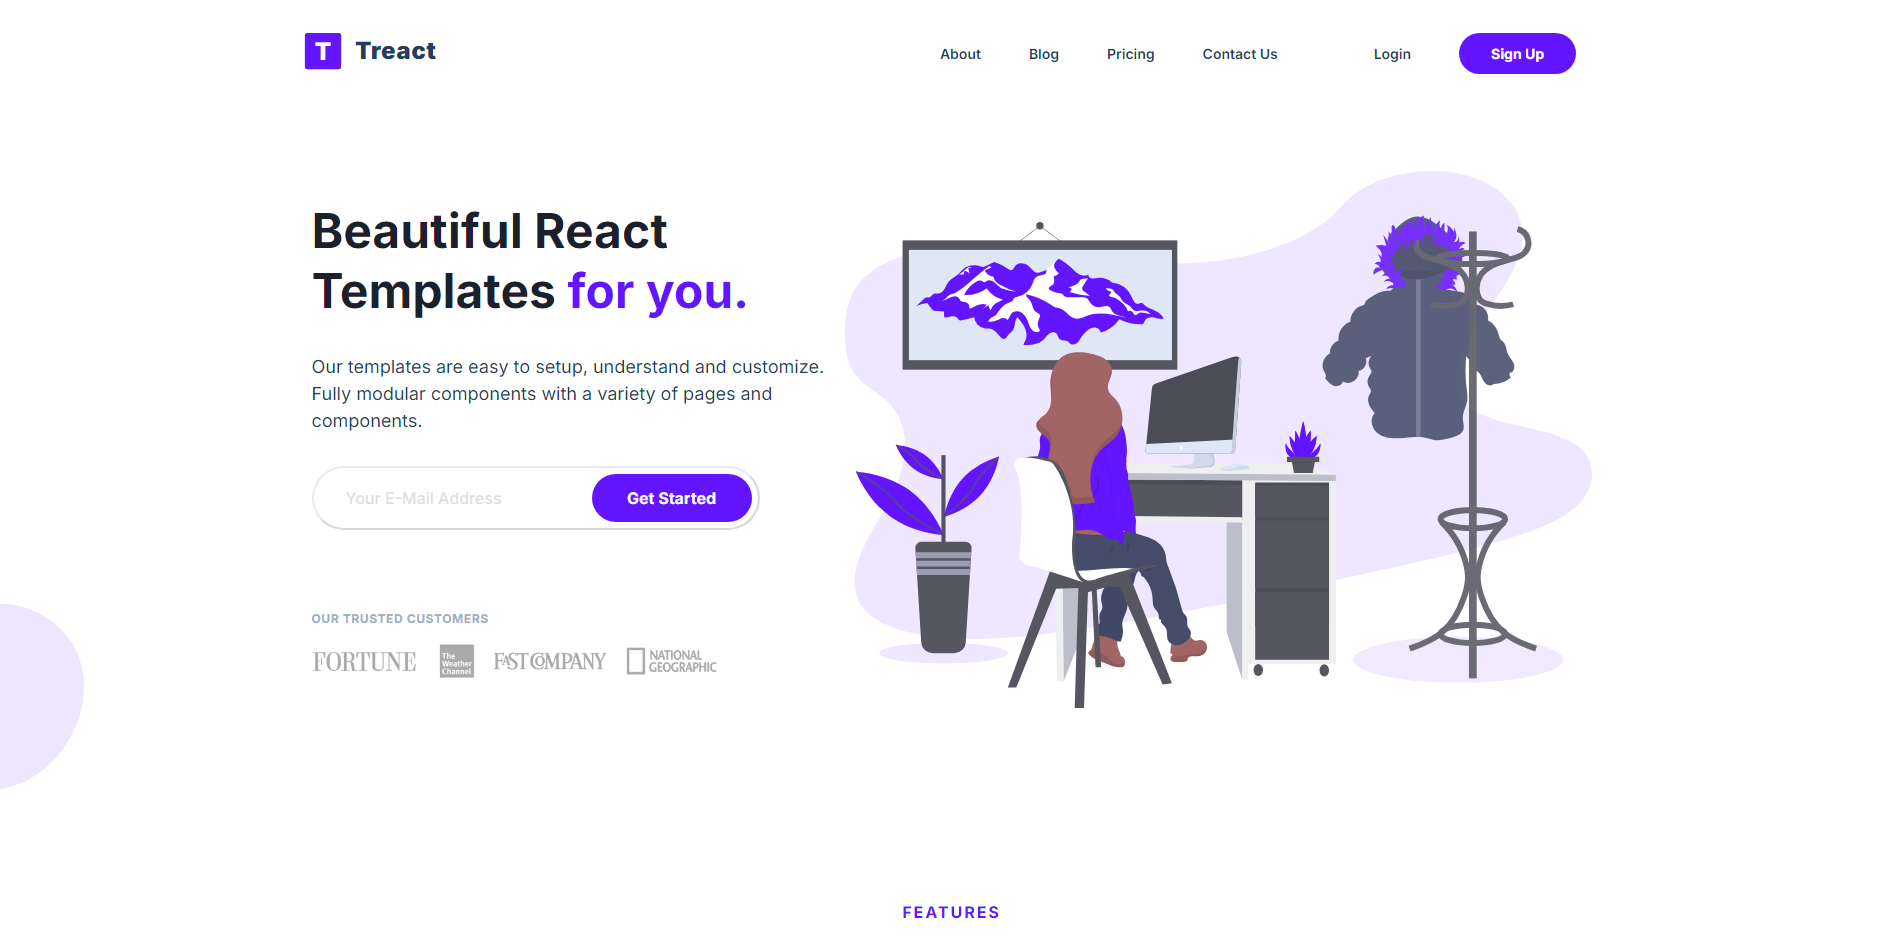 T Treact
About Blog Pricing Contact Us Login Sign Up
Beautiful React
Templates for you.
Our templates are easy to setup, understand and customize.
Fully modular components with a variety of pages and
components.
Your E-Mail Address Get Started
OUR TRUSTED CUSTOMERS
FORTUNE
The
Weather
Channel
FAST COMPANY
NATIONAL
GEOGRAPHIC
FEATURES